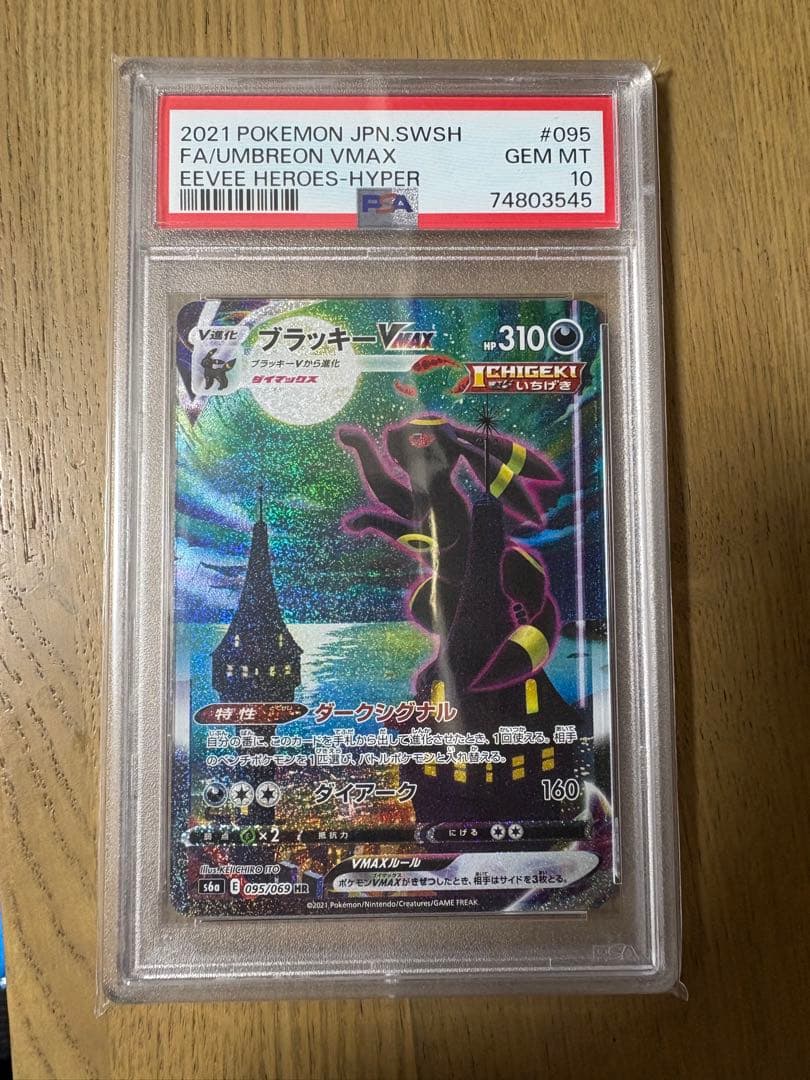 2021 POKEMON JPN.SWSH #095
FA/UMBREON VMAX GEM MT
EEVEE HEROES-HYPER 10
PSA 74803545
V進化
ブラッキーVMAX HP310
ブラッキーVから進化
ダイマックス
ICHIGEKI
いちげき
特性 ダークシグナル
自分の番に、このカードを手札から出して進化させたとき、1回使える。相手
のベンチポケモンを1匹選び、バトルポケモンと入れ替える。
ダイアーク 160
×2 抵抗力 にげる
VMAXルール
ポケモンVMAXがきぜつしたとき、相手はサイドを3枚とる。
Illus. KEIICHIRO ITO
s6a E 095/069 HR
©2021 Pokémon/Nintendo/Creatures/GAME FREAK.
PSA